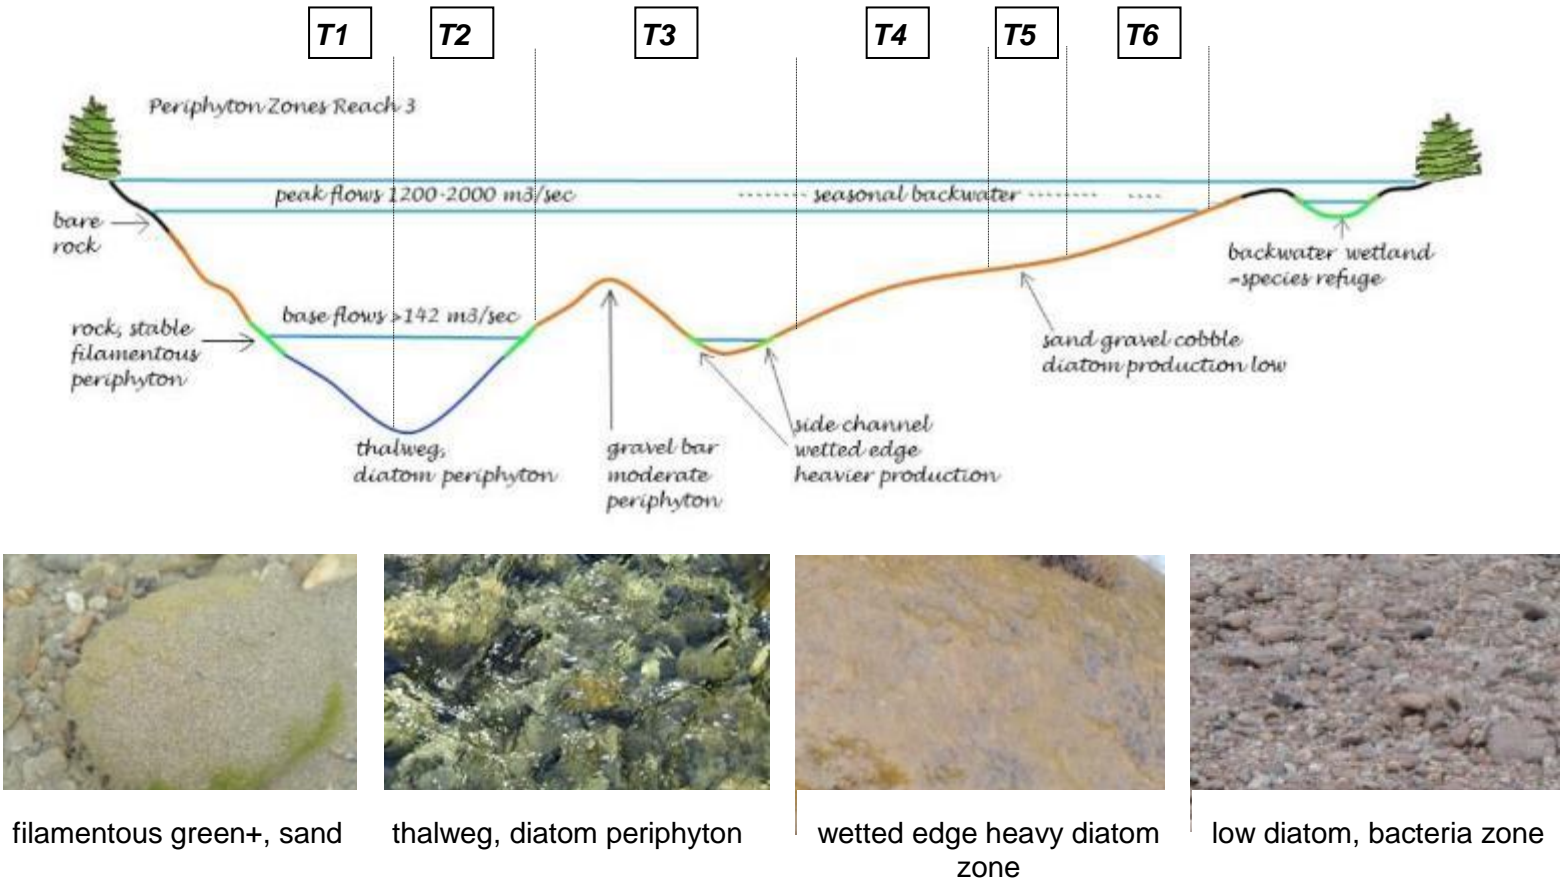 T1
T2
T3
T4
T5
T6
Periphyton Zones Reach 3
peak flows 1200-2000 m3/sec
seasonal backwater
bare
rock
backwater wetland
~species refuge
base flows >142 m3/sec
rock, stable
filamentous
periphyton
sand gravel cobble
diatom production low
thalweg,
diatom periphyton
gravel bar
moderate
periphyton
side channel
wetted edge
heavier production
filamentous green+, sand
thalweg, diatom periphyton
wetted edge heavy diatom
zone
low diatom, bacteria zone